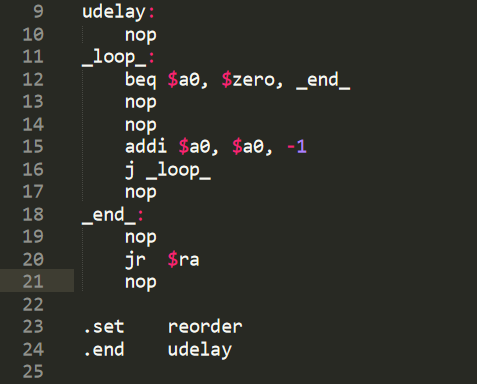 9 udelay:
10 nop
11 _loop_:
12 beq $a0, $zero, _end_
13 nop
14 nop
15 addi $a0, $a0, -1
16 j _loop_
17 nop
18 _end_:
19 nop
20 jr $ra
21 nop
22
23 .set reorder
24 .end udelay
25